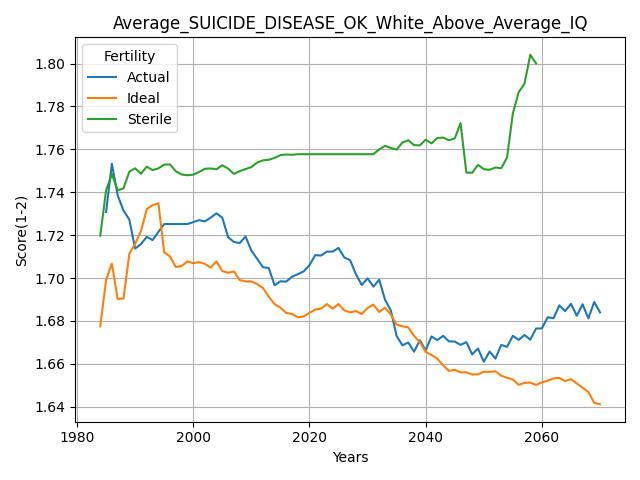 Average_SUICIDE_DISEASE_OK_White_Above_Average_IQ
Fertility
Actual
Ideal
Sterile
Score(1-2)
1.80
1.78
1.76
1.74
1.72
1.70
1.68
1.66
1.64
1980
2000
2020
2040
2060
Years